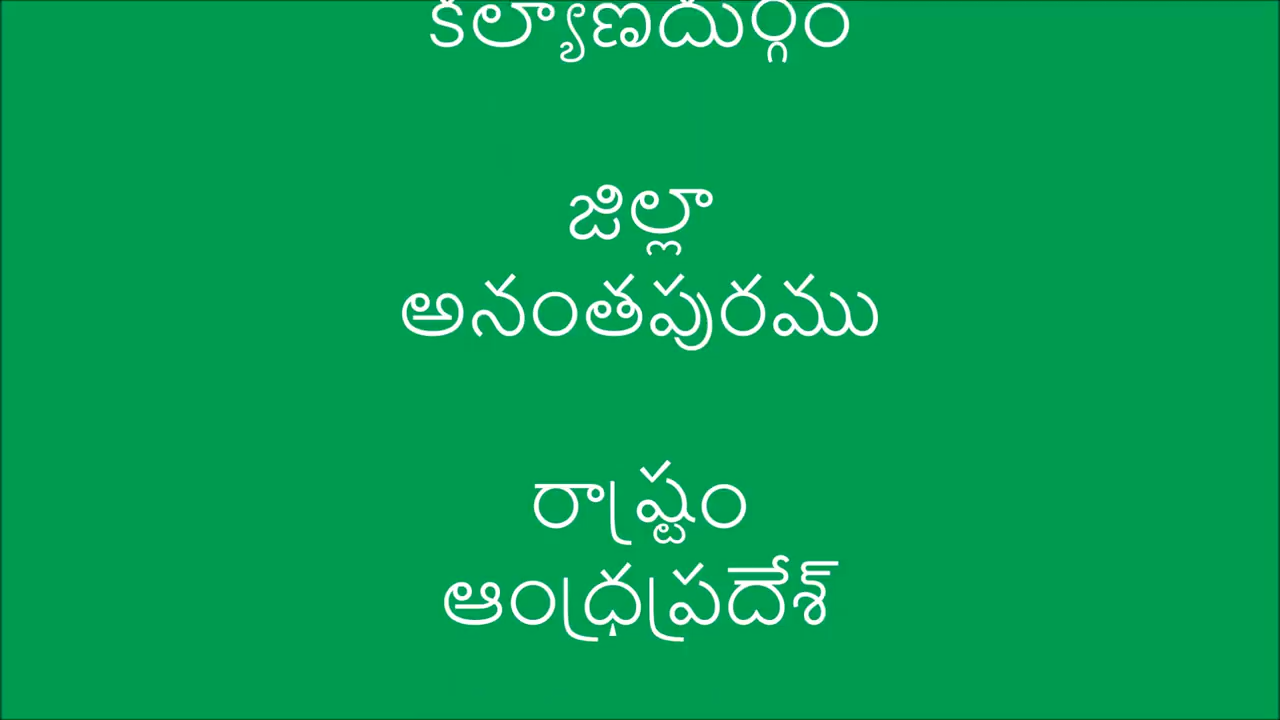 కల్యాణదుర్గం
జిల్లా
అనంతపురము
రాష్ట్రం
ఆంధ్రప్రదేశ్